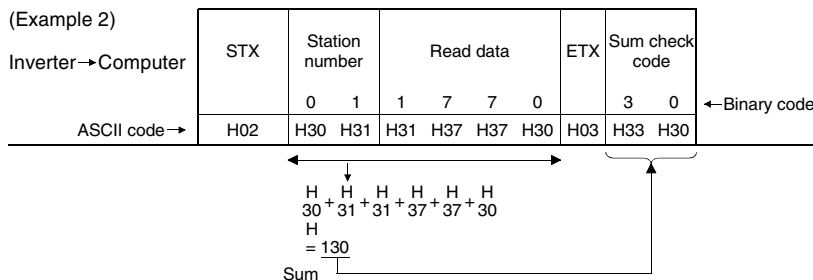 (Example 2)
Inverter→Computer
STX
Station number
Read data
ETX
Sum check code
0 1 1 7 7 0 3 0
←Binary code
ASCII code→
H02 H30 H31 H31 H37 H37 H30 H03 H33 H30
H H H H H H
30+31+31+37+37+30
H
= 130
Sum